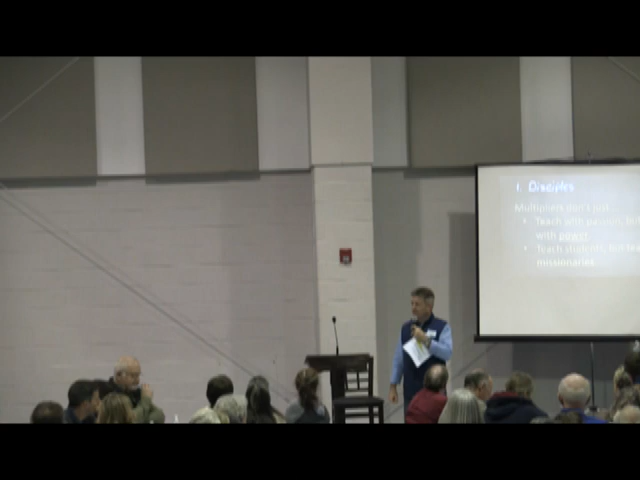 1. Disciples
Multipliers don't just
• Teach with passion, but
with power
• Teach students, but
missionaries